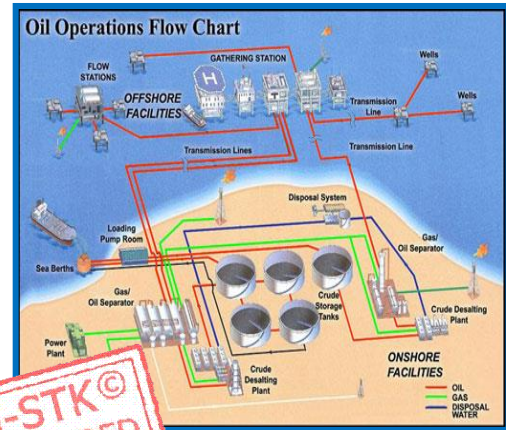 Oil Operations Flow Chart
GATHERING STATION
FLOW
STATIONS
Wells
OFFSHORE
FACILITIES
Transmission
Line
Wells
Transmission Lines
Transmission Line
Disposal System
Loading
Pump Room
Gas/
Oil Separator
Sea Berths
Crude
Storage
Tanks
Gas/
Oil Separator
Crude Desalting
Plant
Power
Plant
Crude
Desalting
Plant
ONSHORE
FACILITIES
OIL
GAS
DISPOSAL
WATER
-STK©